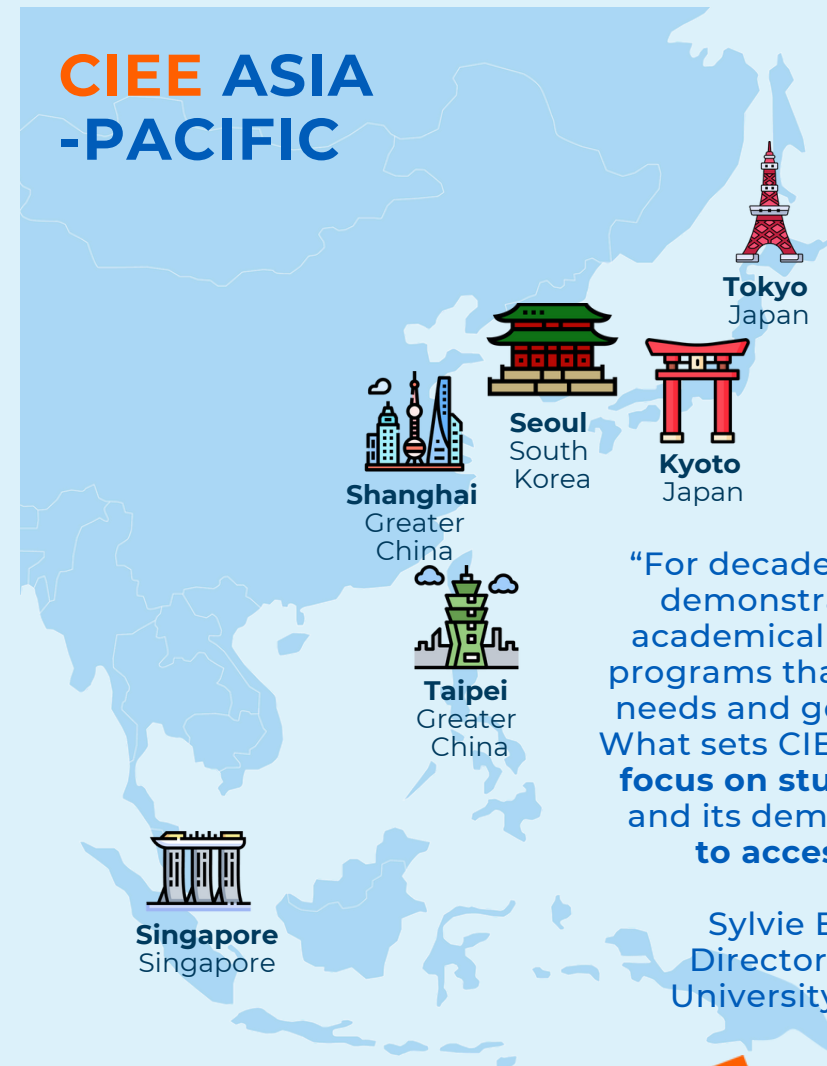 CIEE ASIA
-PACIFIC
Tokyo
Japan
Seoul
South
Korea
Kyoto
Japan
Shanghai
Greater
China
Taipei
Greater
China
Singapore
Singapore
“For decade
demonstr
academical
programs tha
needs and g
What sets CIE
focus on stu
and its dem
to acces
Sylvie
Director
University